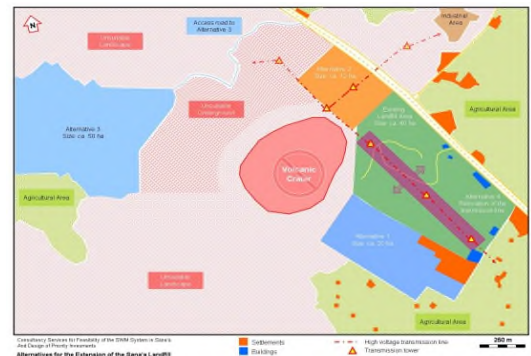 N
Access road to
Alternative 3
Industrial
Area
Unsuitable
Landscape
Alternative 2
Size: ca. 10 ha
Unsuitable
Underground
Existing
Landfill Area
Size: ca. 40 ha
Agricultural Area
Alternative 3
Size: ca. 50 ha
Volcanic
Crater
Agricultural Area
Alternative 4
Relocation of the
transmission line
Alternative 1
Size: ca. 20 ha
Unsuitable
Landscape
Agricultural Area
Consultancy Services for Feasibility of the SWM-System in Sana'a
And Design of Priority Investments
Alternatives for the Extension of the Sana'a Landfill
Settlements
Buildings
High voltage transmission line
Transmission tower
250 m